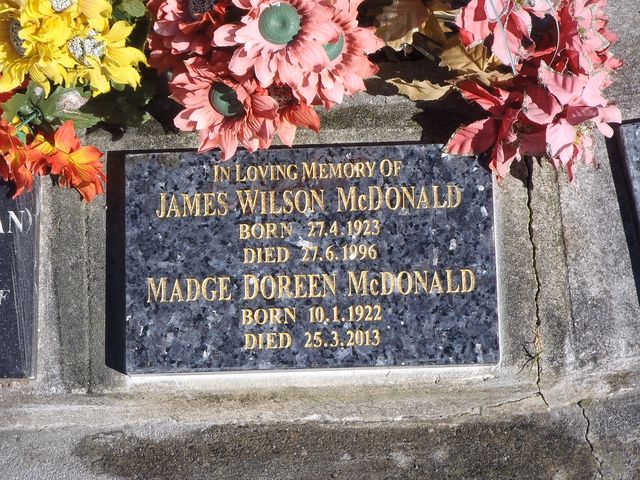 IN LOVING MEMORY OF
JAMES WILSON McDONALD
BORN 27.4.1923
DIED 27.6.1996
MADGE DOREEN McDONALD
BORN 10.1.1922
DIED 25.3.2013
N)
F